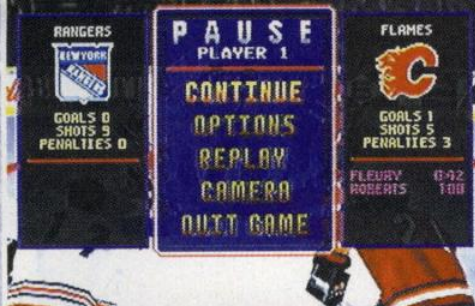 RANGERS
NEW YORK
RANGERS
GOALS 0
SHOTS 9
PENALTIES 0
PAUSE
PLAYER 1
CONTINUE
OPTIONS
REPLAY
CAMERA
QUIT GAME
FLAMES
GOALS 1
SHOTS 5
PENALTIES 3
FLEURY 0:42
ROBERTS 1:00